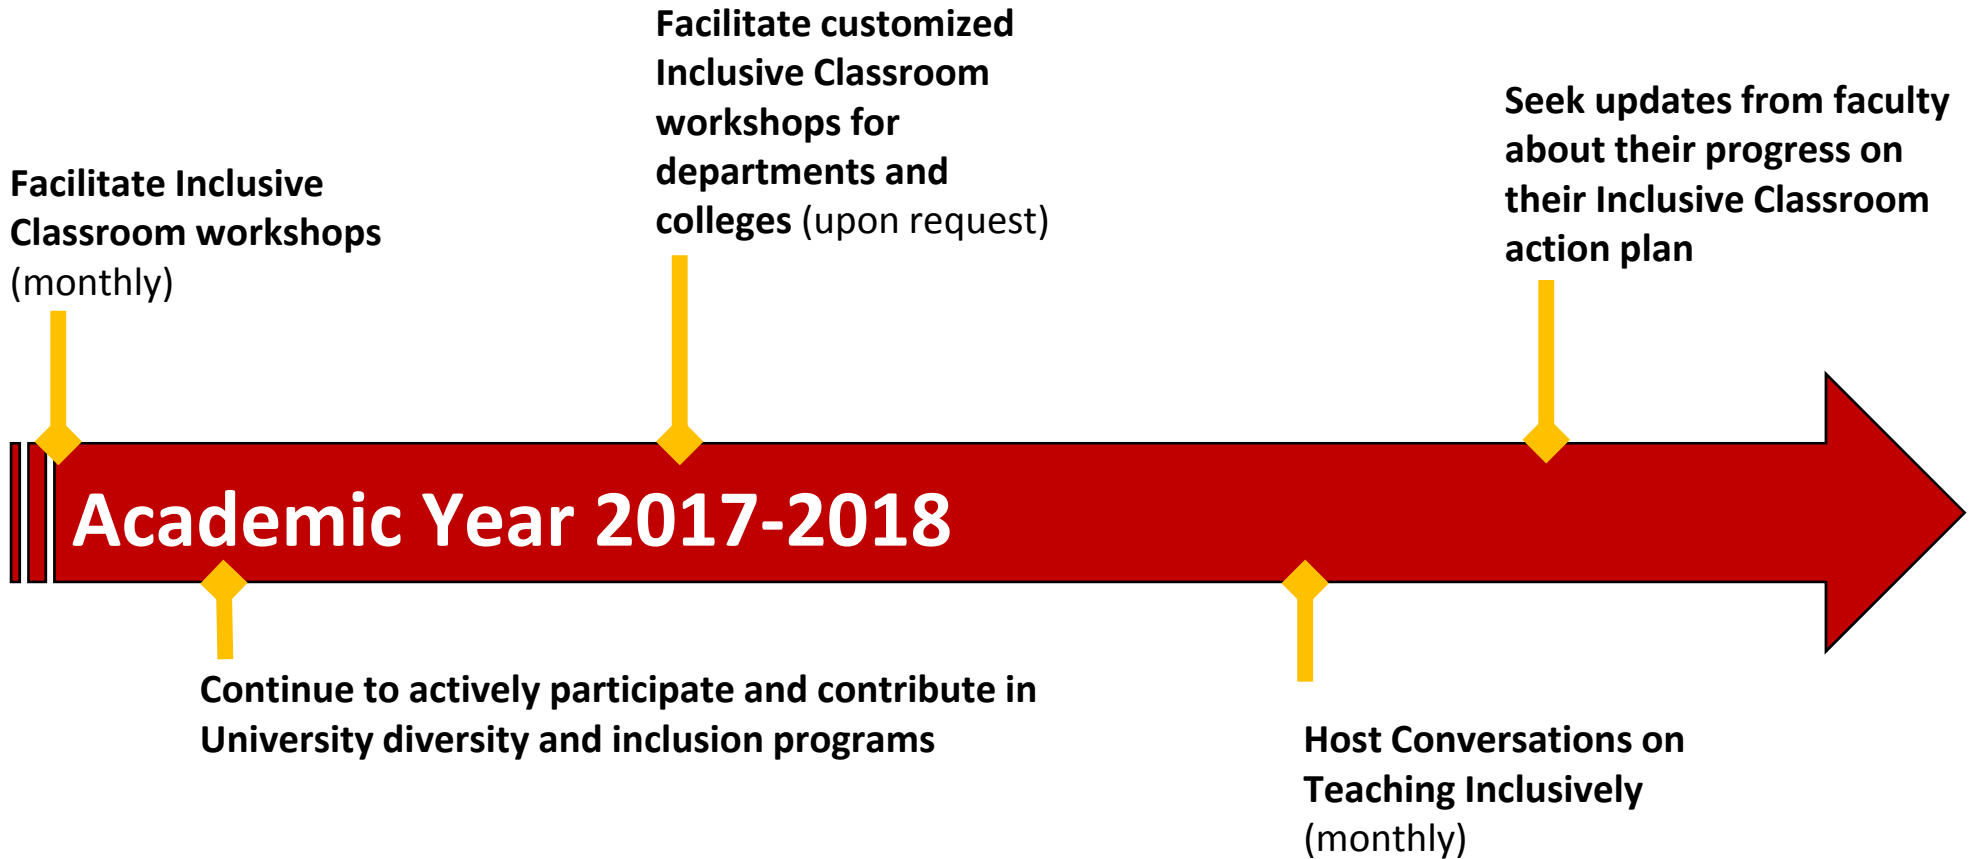 Facilitate Inclusive
Classroom workshops
(monthly)
Facilitate customized
Inclusive Classroom
workshops for
departments and
colleges (upon request)
Seek updates from faculty
about their progress on
their Inclusive Classroom
action plan
Academic Year 2017-2018
Continue to actively participate and contribute in
University diversity and inclusion programs
Host Conversations on
Teaching Inclusively
(monthly)